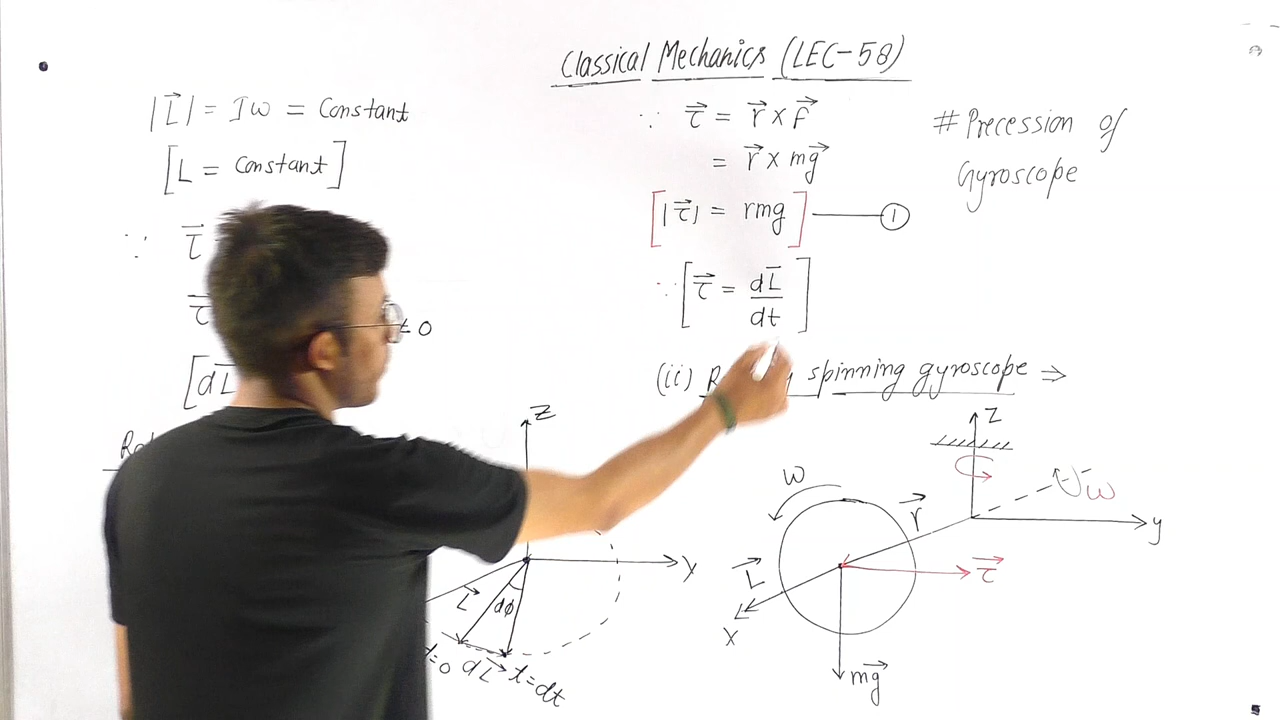 Classical Mechanics (LEC-58)
|L⃗| = Iω = Constant
[L = Constant]
∵ τ⃗
τ⃗ ≠ 0
[dL⃗
∵ τ⃗ = r⃗ × F⃗
= r⃗ × mg⃗
[|τ⃗| = rmg] ①
∵ [τ⃗ = dL⃗/dt]
# Precession of
Gyroscope
(ii) spinning gyroscope ⇒
Z
y
L⃗
dϕ
t=0 dL⃗ t=dt
Z
ω
r⃗
ω
y
τ⃗
L⃗
X
mg⃗